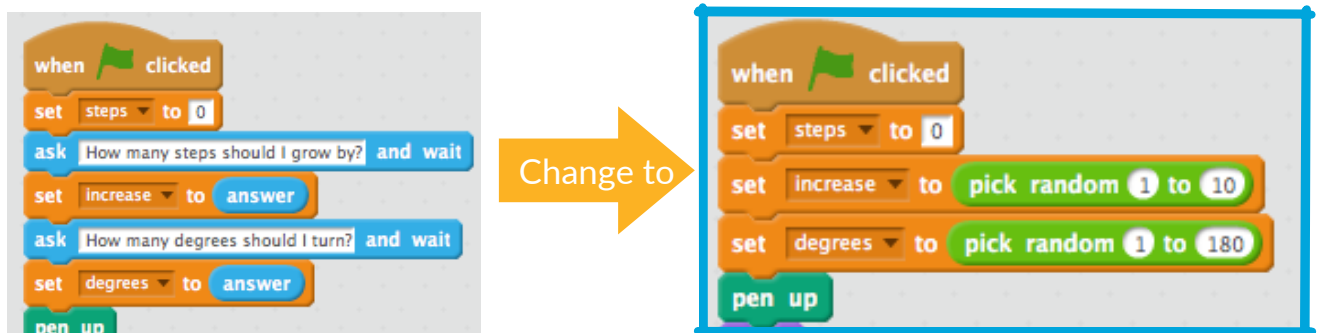 when clicked
set steps to 0
ask How many steps should I grow by? and wait
set increase to answer
ask How many degrees should I turn? and wait
set degrees to answer
pen up
Change to
when clicked
set steps to 0
set increase to pick random 1 to 10
set degrees to pick random 1 to 180
pen up